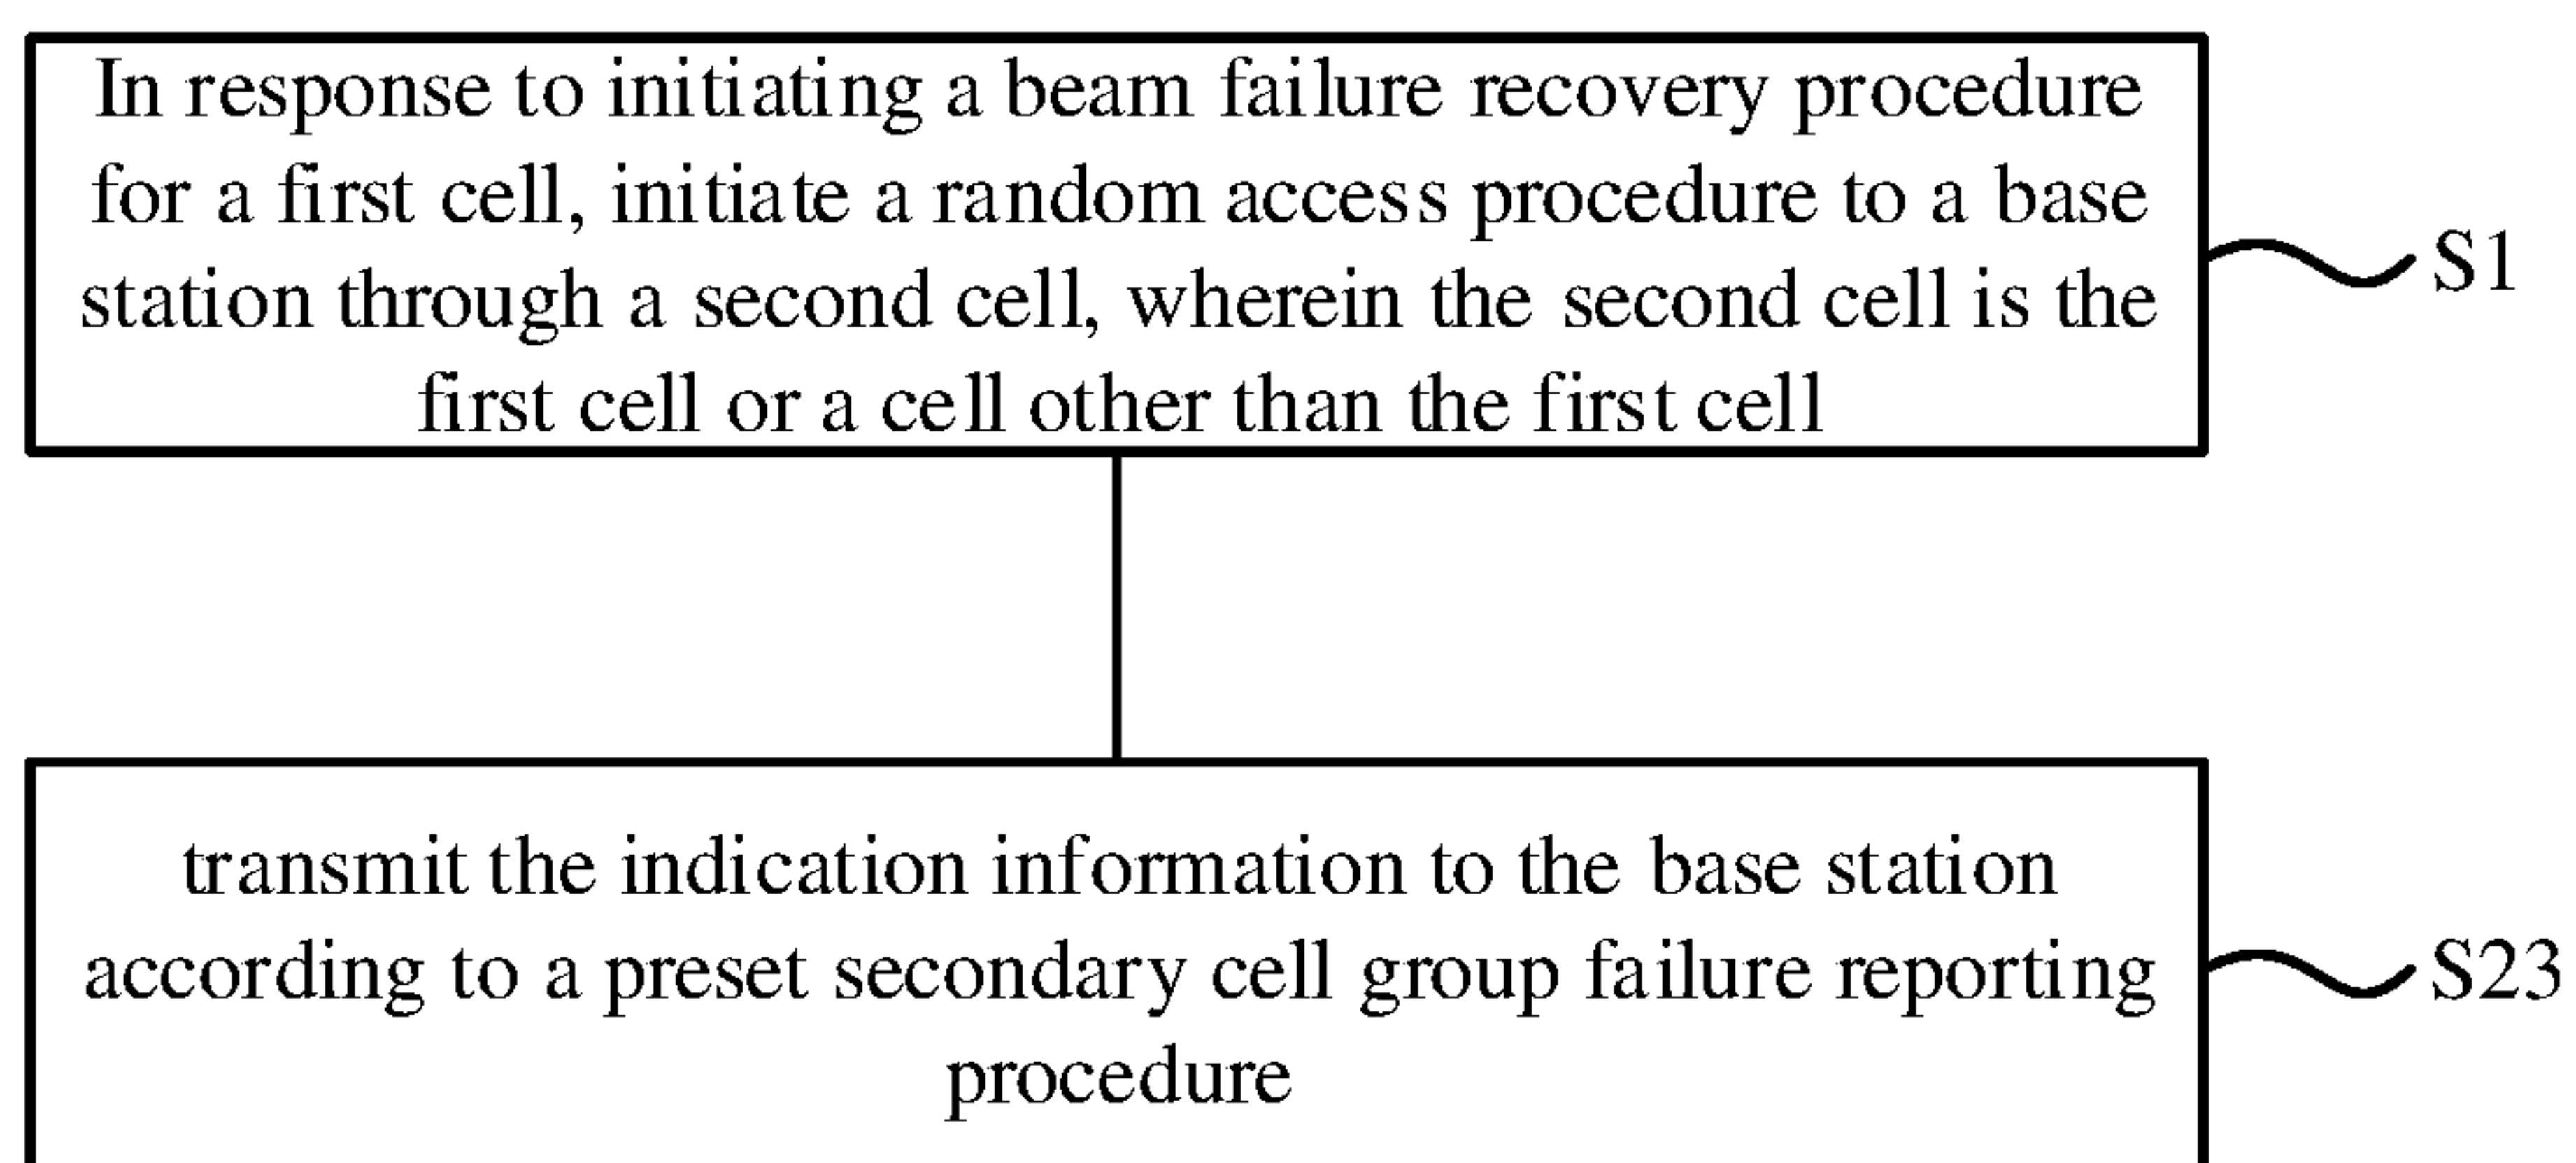 In response to initiating a beam failure recovery procedure
for a first cell, initiate a random access procedure to a base
station through a second cell, wherein the second cell is the
first cell or a cell other than the first cell
S1
transmit the indication information to the base station
according to a preset secondary cell group failure reporting
procedure
S23